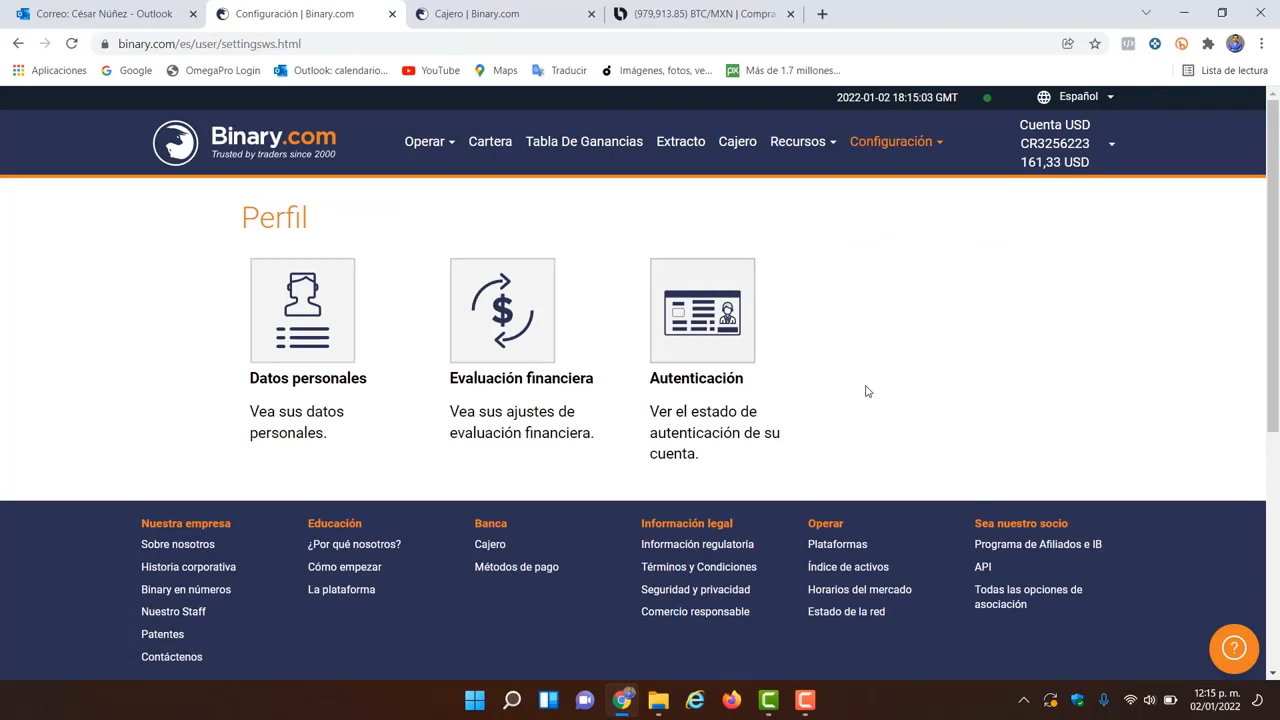 Correo: César Núñez - Outlook
Configuración | Binary.com
Cajero | Binary.com
(979,913.85) BTC/MXN | Compra
binary.com/es/user/settingsws.html
Aplicaciones
Google
OmegaPro Login
Outlook: calendario...
YouTube
Maps
Traducir
Imágenes, fotos, ve...
Más de 1.7 millones...
Lista de lectura
2022-01-02 18:15:03 GMT
Español
Binary.com
Trusted by traders since 2000
Operar
Cartera
Tabla De Ganancias
Extracto
Cajero
Recursos
Configuración
Cuenta USD
CR3256223
161,33 USD
Perfil
Datos personales
Vea sus datos
personales.
Evaluación financiera
Vea sus ajustes de
evaluación financiera.
Autenticación
Ver el estado de
autenticación de su
cuenta.
Nuestra empresa
Sobre nosotros
Historia corporativa
Binary en números
Nuestro Staff
Patentes
Contáctenos
Educación
¿Por qué nosotros?
Cómo empezar
La plataforma
Banca
Cajero
Métodos de pago
Información legal
Información regulatoria
Términos y Condiciones
Seguridad y privacidad
Comercio responsable
Operar
Plataformas
Índice de activos
Horarios del mercado
Estado de la red
Sea nuestro socio
Programa de Afiliados e IB
API
Todas las opciones de
asociación
12:15 p. m.
02/01/2022